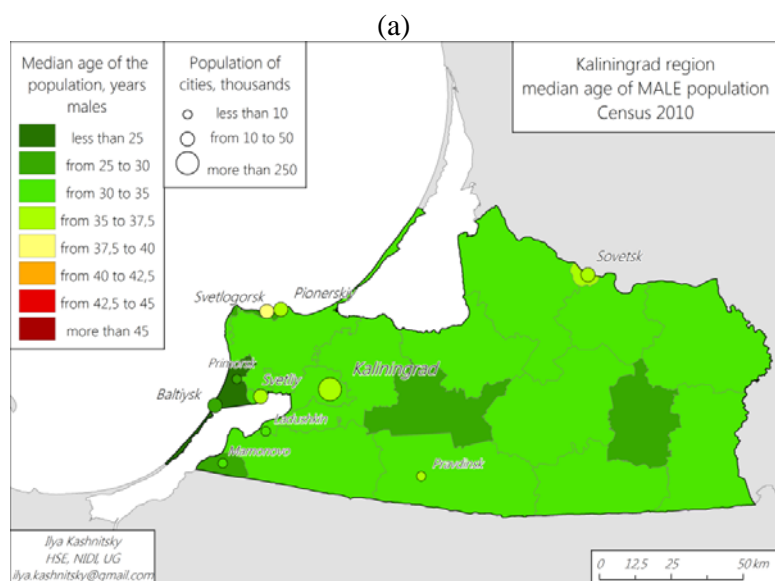 (a)
Median age of the
population, years
males
less than 25
from 25 to 30
from 30 to 35
from 35 to 37,5
from 37,5 to 40
from 40 to 42,5
from 42,5 to 45
more than 45
Population of
cities, thousands
less than 10
from 10 to 50
more than 250
Kaliningrad region
median age of MALE population
Census 2010
Sovetsk
Svetlogorsk
Pionerskiy
Primorsk
Baltiysk
Svetliy
Kaliningrad
Ladushkin
Mamonovo
Pravdinsk
Ilya Kashnitsky
HSE, NIDI, UG
ilya.kashnitsky@gmail.com
0 12,5 25 50 km